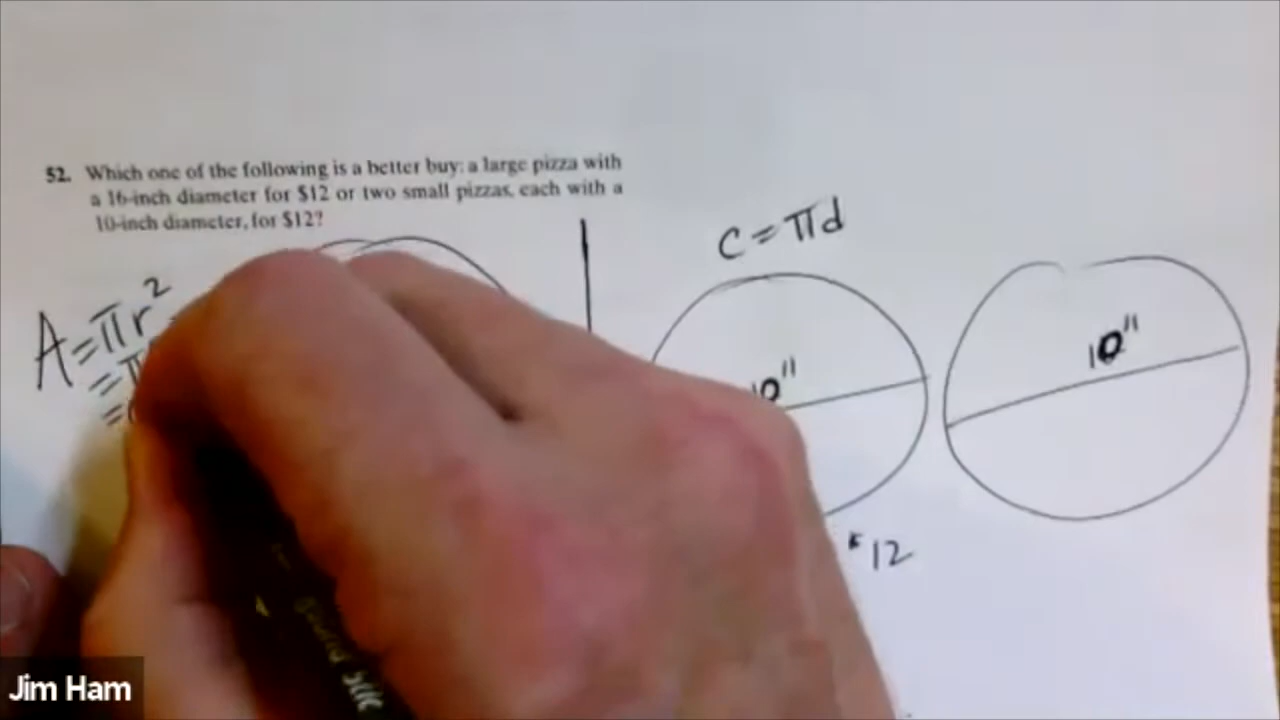 52. Which one of the following is a better buy: a large pizza with
a 16-inch diameter for $12 or two small pizzas, each with a
10-inch diameter, for $12?
C = πd
A = πr²
= π
=
10"
0"
$12
Jim Ham